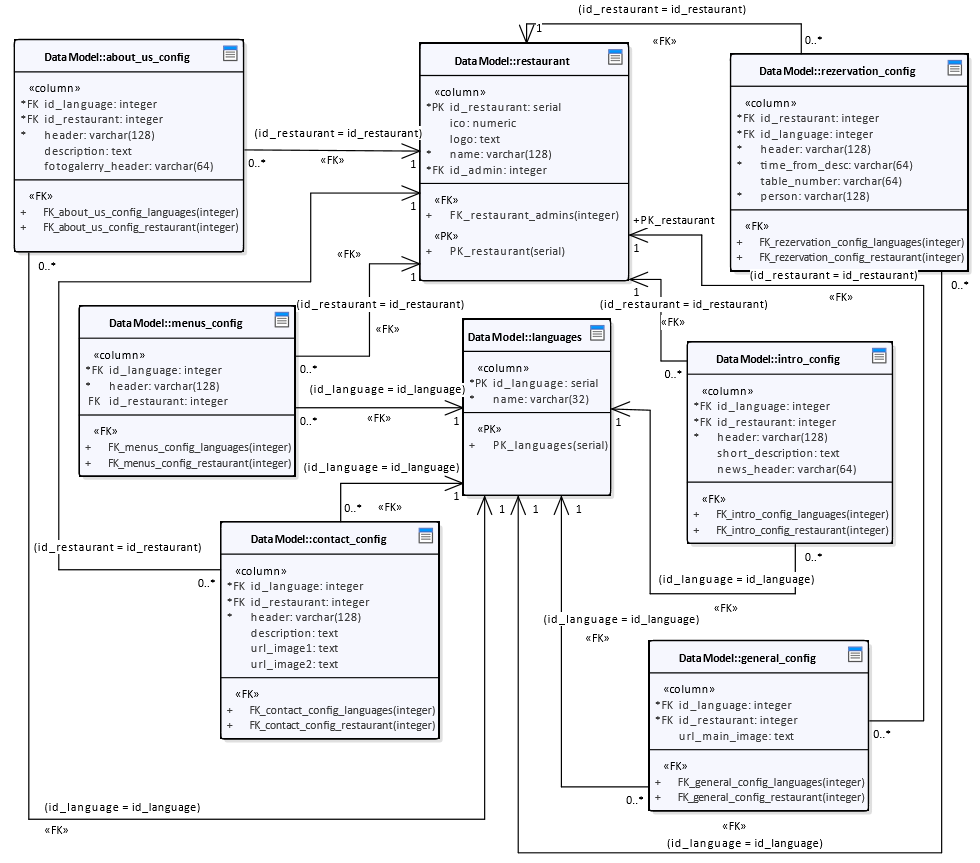 (id_restaurant = id_restaurant)
1
«FK»
0..*
DataModel::about_us_config
«column»
*FK id_language: integer
*FK id_restaurant: integer
* header: varchar(128)
description: text
fotogalerry_header: varchar(64)
«FK»
+ FK_about_us_config_languages(integer)
+ FK_about_us_config_restaurant(integer)
0..*
(id_restaurant = id_restaurant)
0..*
«FK»
1
DataModel::restaurant
«column»
*PK id_restaurant: serial
ico: numeric
logo: text
* name: varchar(128)
*FK id_admin: integer
«FK»
+ FK_restaurant_admins(integer)
«PK»
+ PK_restaurant(serial)
1
«FK»
1
+PK_restaurant
1
1
DataModel::rezervation_config
«column»
*FK id_restaurant: integer
*FK id_language: integer
* header: varchar(128)
* time_from_desc: varchar(64)
table_number: varchar(64)
* person: varchar(128)
«FK»
+ FK_rezervation_config_languages(integer)
+ FK_rezervation_config_restaurant(integer)
(id_restaurant = id_restaurant)
0..*
«FK»
(id_restaurant = id_restaurant)
«FK»
0..*
(id_restaurant = id_restaurant)
«FK»
0..*
DataModel::menus_config
«column»
*FK id_language: integer
* header: varchar(128)
FK id_restaurant: integer
«FK»
+ FK_menus_config_languages(integer)
+ FK_menus_config_restaurant(integer)
(id_language = id_language)
0..*
«FK»
1
DataModel::languages
«column»
*PK id_language: serial
* name: varchar(32)
«PK»
+ PK_languages(serial)
1
DataModel::intro_config
«column»
*FK id_language: integer
*FK id_restaurant: integer
* header: varchar(128)
short_description: text
news_header: varchar(64)
«FK»
+ FK_intro_config_languages(integer)
+ FK_intro_config_restaurant(integer)
0..*
(id_language = id_language)
«FK»
(id_language = id_language)
1
0..*
«FK»
1
1
1
(id_restaurant = id_restaurant)
0..*
DataModel::contact_config
«column»
*FK id_language: integer
*FK id_restaurant: integer
* header: varchar(128)
description: text
url_image1: text
url_image2: text
«FK»
+ FK_contact_config_languages(integer)
+ FK_contact_config_restaurant(integer)
(id_language = id_language)
«FK»
DataModel::general_config
«column»
*FK id_language: integer
*FK id_restaurant: integer
url_main_image: text
«FK»
+ FK_general_config_languages(integer)
+ FK_general_config_restaurant(integer)
0..*
0..*
(id_language = id_language)
«FK»
«FK»
(id_language = id_language)